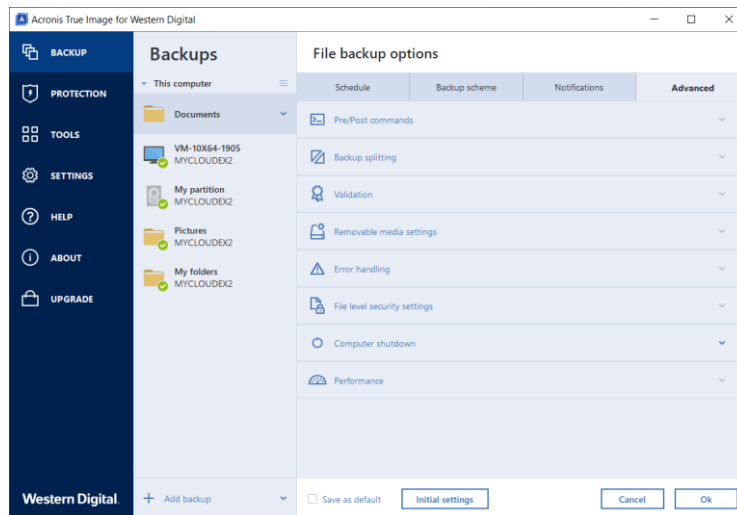 Acronis True Image for Western Digital
BACKUP
PROTECTION
TOOLS
SETTINGS
HELP
ABOUT
UPGRADE
Western Digital.
Backups
This computer
Documents
VM-10X64-1905
MYCLOUDEX2
My partition
MYCLOUDEX2
Pictures
MYCLOUDEX2
My folders
MYCLOUDEX2
Add backup
File backup options
Schedule
Backup scheme
Notifications
Advanced
Pre/Post commands
Backup splitting
Validation
Removable media settings
Error handling
File level security settings
Computer shutdown
Performance
Save as default
Initial settings
Cancel
Ok